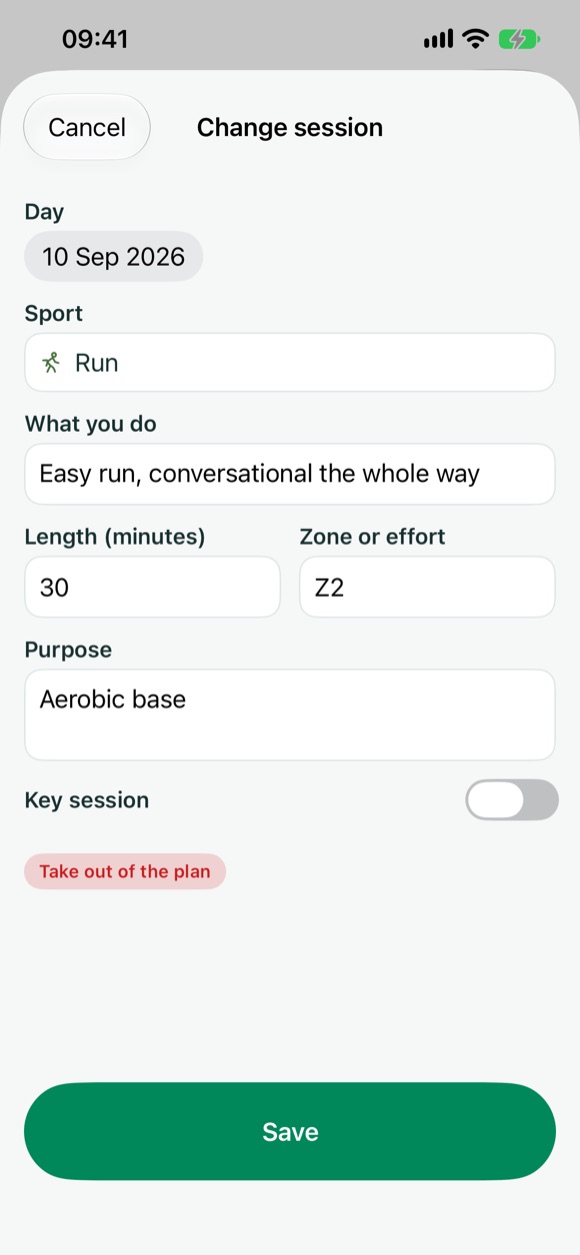 09:41
Cancel
Change session
Day
10 Sep 2026
Sport
Run
What you do
Easy run, conversational the whole way
Length (minutes)
Zone or effort
30
Z2
Purpose
Aerobic base
Key session
Take out of the plan
Save